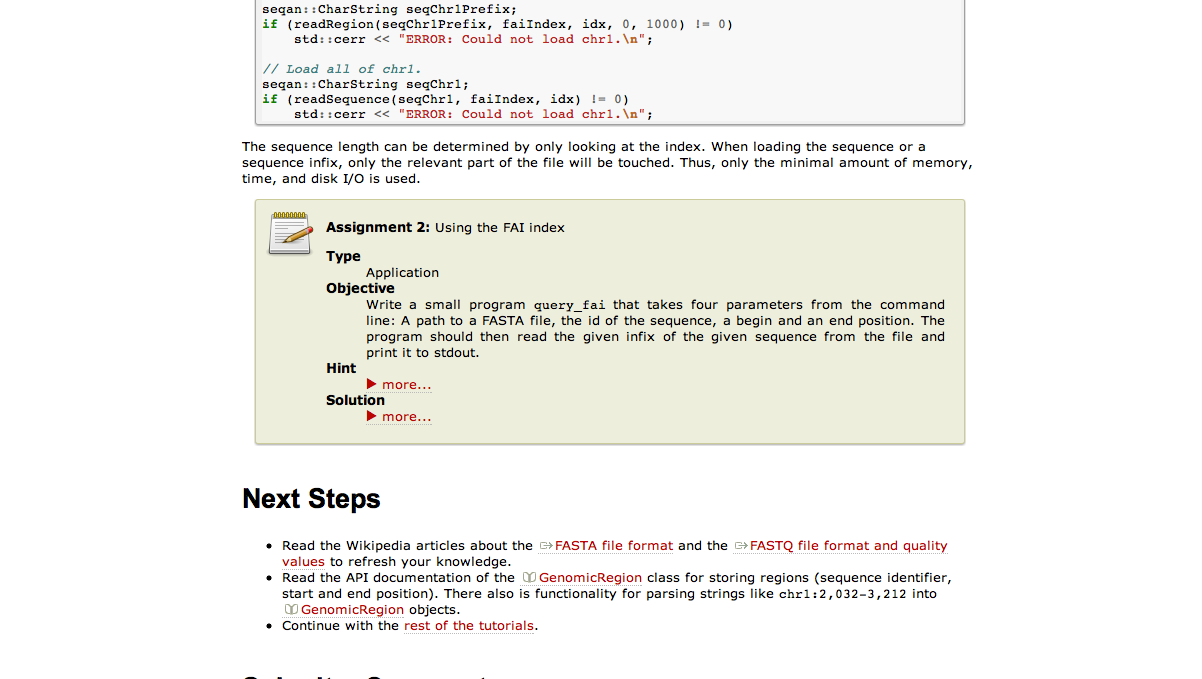 seqan::CharString seqChr1Prefix;
if (readRegion(seqChr1Prefix, faiIndex, idx, 0, 1000) != 0)
    std::cerr << "ERROR: Could not load chr1.\n";
// Load all of chr1.
seqan::CharString seqChr1;
if (readSequence(seqChr1, faiIndex, idx) != 0)
    std::cerr << "ERROR: Could not load chr1.\n";
The sequence length can be determined by only looking at the index. When loading the sequence or a
sequence infix, only the relevant part of the file will be touched. Thus, only the minimal amount of memory,
time, and disk I/O is used.
Assignment 2: Using the FAI index
Type
Application
Objective
Write a small program query_fai that takes four parameters from the command
line: A path to a FASTA file, the id of the sequence, a begin and an end position. The
program should then read the given infix of the given sequence from the file and
print it to stdout.
Hint
more...
Solution
more...
Next Steps
• Read the Wikipedia articles about the FASTA file format and the FASTQ file format and quality
values to refresh your knowledge.
• Read the API documentation of the GenomicRegion class for storing regions (sequence identifier,
start and end position). There also is functionality for parsing strings like chr1:2,032-3,212 into
GenomicRegion objects.
• Continue with the rest of the tutorials.